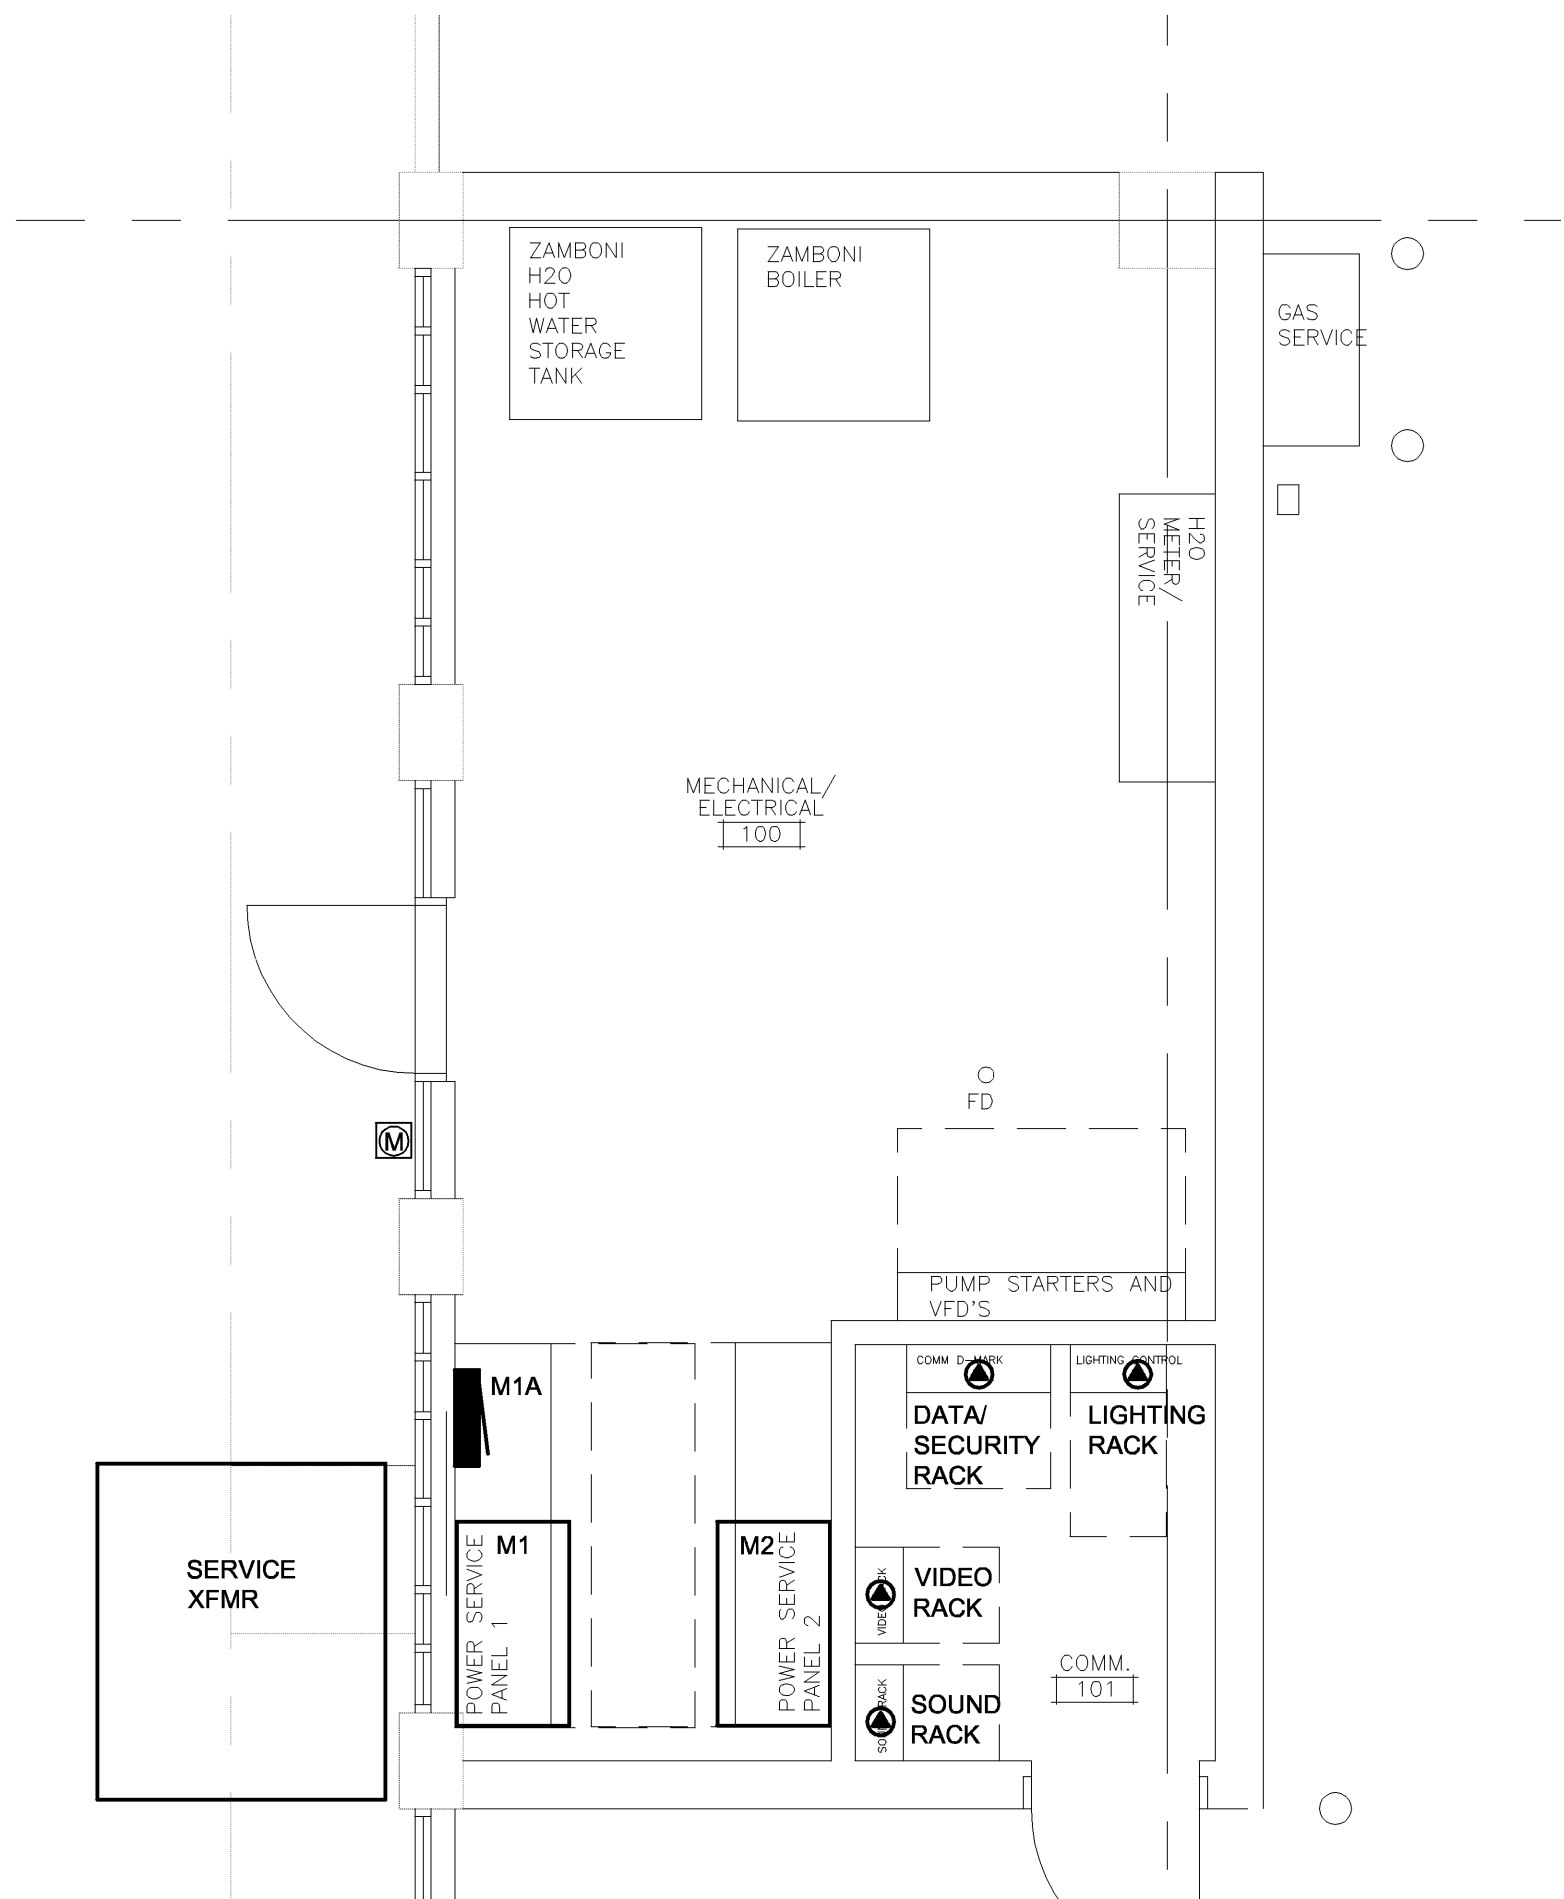 ZAMBONI
H2O
HOT
WATER
STORAGE
TANK
ZAMBONI
BOILER
GAS
SERVICE
H2O
METER/
SERVICE
MECHANICAL/
ELECTRICAL
100
FD
M
PUMP STARTERS AND
VFD'S
M1A
COMM D-MARK
LIGHTING CONTROL
DATA/
SECURITY
RACK
LIGHTING
RACK
SERVICE
XFMR
M1
POWER SERVICE
PANEL 1
M2
POWER SERVICE
PANEL 2
VIDEO
RACK
COMM.
101
SOUND
RACK